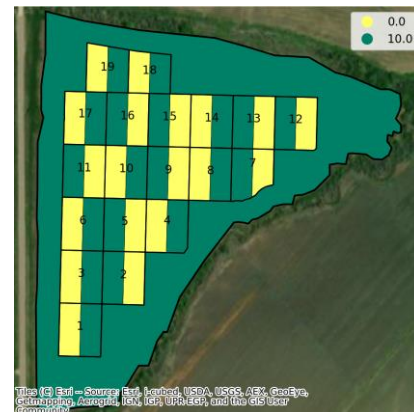 0.0
10.0
19 18
17 16 15 14 13 12
11 10 9 8 7
6 5 4
3 2
1
Tiles (C) Esri -- Source: Esri, i-cubed, USDA, USGS, AEX, GeoEye,
Getmapping, Aerogrid, IGN, IGP, UPR-EGP, and the GIS User
Community